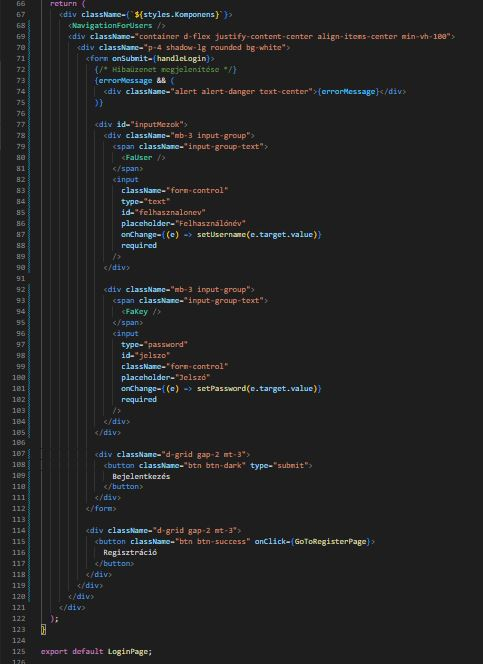 66 return (
67 <div className={`${styles.Komponens}`}>
68 <NavigationForUsers />
69 <div className="container d-flex justify-content-center align-items-center min-vh-100">
70 <div className="p-4 shadow-lg rounded bg-white">
71 <form onSubmit={handleLogin}>
72 {/* Hibaüzenet megjelenítése */}
73 {errorMessage && (
74 <div className="alert alert-danger text-center">{errorMessage}</div>
75 )}
76
77 <div id="inputMezok">
78 <div className="mb-3 input-group">
79 <span className="input-group-text">
80 <FaUser />
81 </span>
82 <input
83 className="form-control"
84 type="text"
85 id="felhasznalonev"
86 placeholder="Felhasználónév"
87 onChange={(e) => setUsername(e.target.value)}
88 required
89 />
90 </div>
91
92 <div className="mb-3 input-group">
93 <span className="input-group-text">
94 <FaKey />
95 </span>
96 <input
97 type="password"
98 id="jelszo"
99 className="form-control"
100 placeholder="Jelszó"
101 onChange={(e) => setPassword(e.target.value)}
102 required
103 />
104 </div>
105 </div>
106
107 <div className="d-grid gap-2 mt-3">
108 <button className="btn btn-dark" type="submit">
109 Bejelentkezés
110 </button>
111 </div>
112 </form>
113
114 <div className="d-grid gap-2 mt-3">
115 <button className="btn btn-success" onClick={GoToRegisterPage}>
116 Regisztráció
117 </button>
118 </div>
119 </div>
120 </div>
121 </div>
122 );
123 }
124
125 export default LoginPage;
126